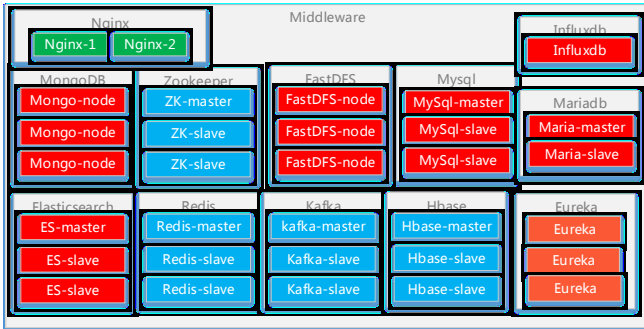 Middleware
Nginx
Nginx-1 Nginx-2
Influxdb
Influxdb
MongoDB
Mongo-node
Mongo-node
Mongo-node
Zookeeper
ZK-master
ZK-slave
ZK-slave
FastDFS
FastDFS-node
FastDFS-node
FastDFS-node
Mysql
MySql-master
MySql-slave
MySql-slave
Mariadb
Maria-master
Maria-slave
Elasticsearch
ES-master
ES-slave
ES-slave
Redis
Redis-master
Redis-slave
Redis-slave
Kafka
kafka-master
Kafka-slave
Kafka-slave
Hbase
Hbase-master
Hbase-slave
Hbase-slave
Eureka
Eureka
Eureka
Eureka